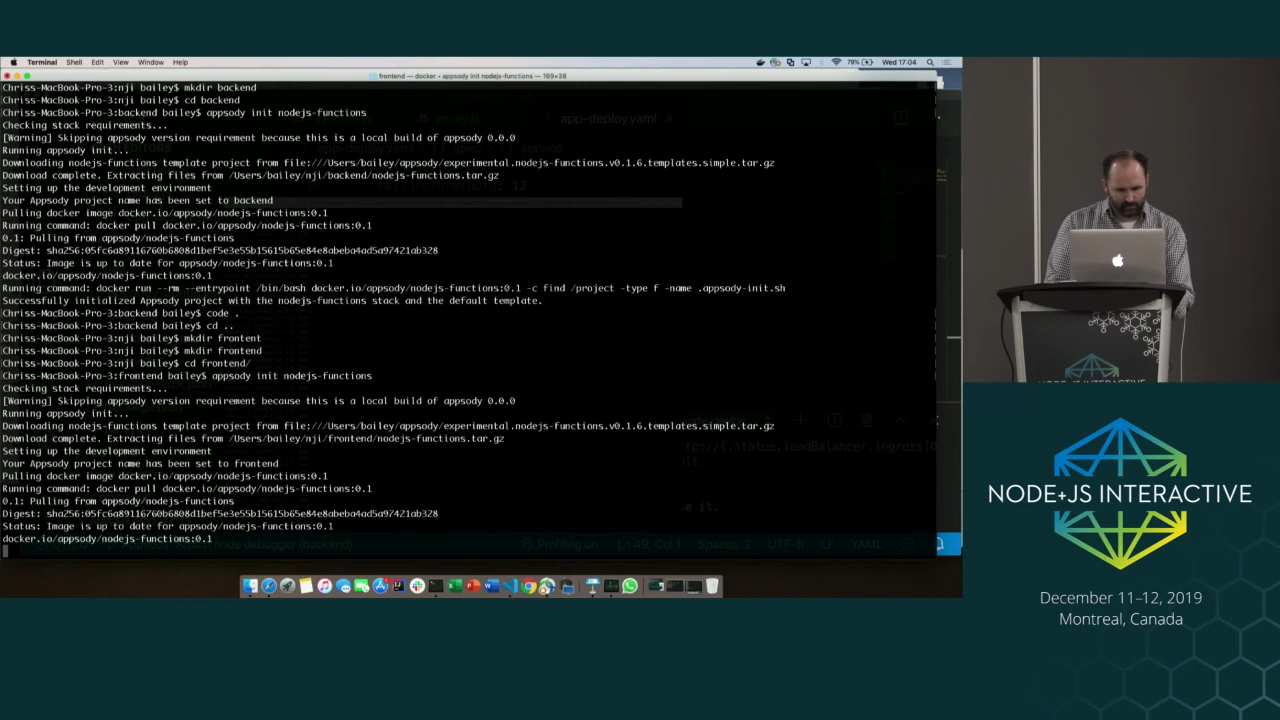 Terminal Shell Edit View Window Help
79%
Wed 17:04
frontend — docker • appsody init nodejs-functions — 169×38
Chriss-MacBook-Pro-3:nji bailey$ mkdir backend
Chriss-MacBook-Pro-3:nji bailey$ cd backend
Chriss-MacBook-Pro-3:backend bailey$ appsody init nodejs-functions
Checking stack requirements...
[Warning] Skipping appsody version requirement because this is a local build of appsody 0.0.0
Running appsody init...
Downloading nodejs-functions template project from file:///Users/bailey/appsody/experimental.nodejs-functions.v0.1.6.templates.simple.tar.gz
Download complete. Extracting files from /Users/bailey/nji/backend/nodejs-functions.tar.gz
Setting up the development environment
Your Appsody project name has been set to backend
Pulling docker image docker.io/appsody/nodejs-functions:0.1
Running command: docker pull docker.io/appsody/nodejs-functions:0.1
0.1: Pulling from appsody/nodejs-functions
Digest: sha256:05fc6a89116760b6808d1bef5e3e55b15615b65e84e8abeba4ad5a97421ab328
Status: Image is up to date for appsody/nodejs-functions:0.1
docker.io/appsody/nodejs-functions:0.1
Running command: docker run --rm --entrypoint /bin/bash docker.io/appsody/nodejs-functions:0.1 -c find /project -type f -name .appsody-init.sh
Successfully initialized Appsody project with the nodejs-functions stack and the default template.
Chriss-MacBook-Pro-3:backend bailey$ code .
Chriss-MacBook-Pro-3:backend bailey$ cd ..
Chriss-MacBook-Pro-3:nji bailey$ mkdir frontent
Chriss-MacBook-Pro-3:nji bailey$ mkdir frontend
Chriss-MacBook-Pro-3:nji bailey$ cd frontend/
Chriss-MacBook-Pro-3:frontend bailey$ appsody init nodejs-functions
Checking stack requirements...
[Warning] Skipping appsody version requirement because this is a local build of appsody 0.0.0
Running appsody init...
Downloading nodejs-functions template project from file:///Users/bailey/appsody/experimental.nodejs-functions.v0.1.6.templates.simple.tar.gz
Download complete. Extracting files from /Users/bailey/nji/frontend/nodejs-functions.tar.gz
Setting up the development environment
Your Appsody project name has been set to frontend
Pulling docker image docker.io/appsody/nodejs-functions:0.1
Running command: docker pull docker.io/appsody/nodejs-functions:0.1
0.1: Pulling from appsody/nodejs-functions
Digest: sha256:05fc6a89116760b6808d1bef5e3e55b15615b65e84e8abeba4ad5a97421ab328
Status: Image is up to date for appsody/nodejs-functions:0.1
docker.io/appsody/nodejs-functions:0.1
app-deploy.yaml
Profiling on Ln 49, Col 1 Spaces: 2 UTF-8 LF YAML
NODE+JS INTERACTIVE
December 11–12, 2019
Montreal, Canada